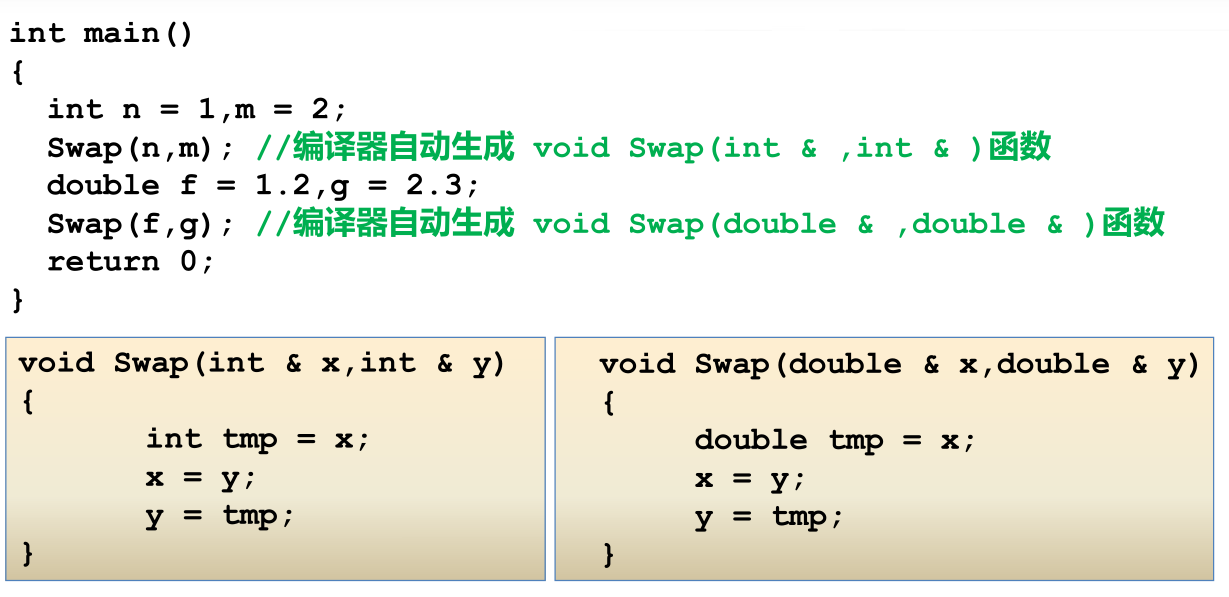 int main()
{
int n = 1,m = 2;
Swap(n,m); //编译器自动生成 void Swap(int & ,int & )函数
double f = 1.2,g = 2.3;
Swap(f,g); //编译器自动生成 void Swap(double & ,double & )函数
return 0;
}
void Swap(int & x,int & y)
{
int tmp = x;
x = y;
y = tmp;
}
void Swap(double & x,double & y)
{
double tmp = x;
x = y;
y = tmp;
}